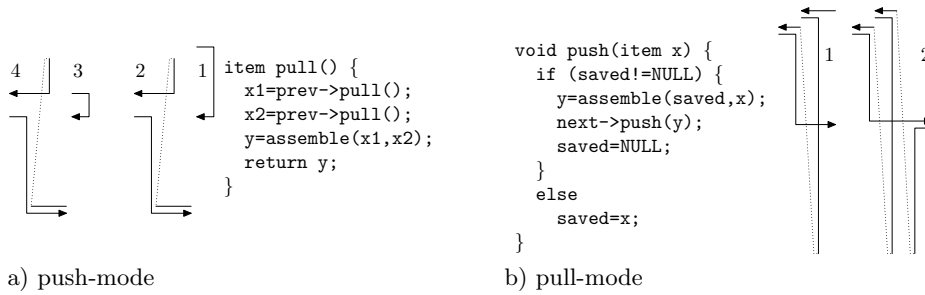 4 3 2 1
item pull() {
x1=prev->pull();
x2=prev->pull();
y=assemble(x1,x2);
return y;
}
a) push-mode
void push(item x) {
if (saved!=NULL) {
y=assemble(saved,x);
next->push(y);
saved=NULL;
}
else
saved=x;
}
1 2
b) pull-mode